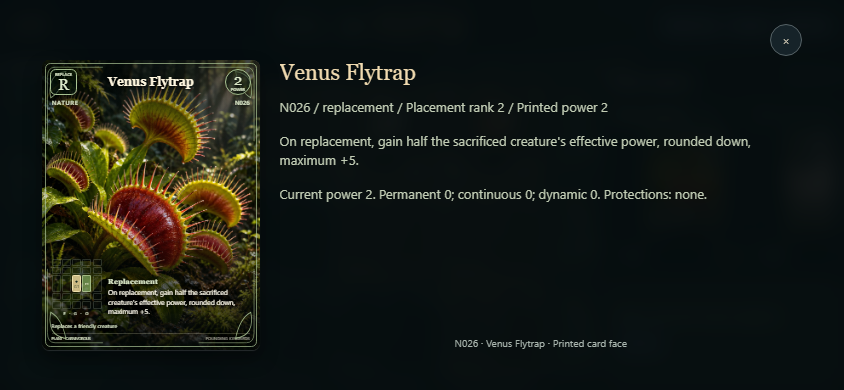 ×
REPLACE
R
Venus Flytrap
2
POWER
NATURE
N026
Replacement
On replacement, gain half the sacrificed
creature's effective power, rounded down,
maximum +5.
Replaces a friendly creature
Venus Flytrap
N026 / replacement / Placement rank 2 / Printed power 2
On replacement, gain half the sacrificed creature's effective power, rounded down,
maximum +5.
Current power 2. Permanent 0; continuous 0; dynamic 0. Protections: none.
N026 · Venus Flytrap · Printed card face